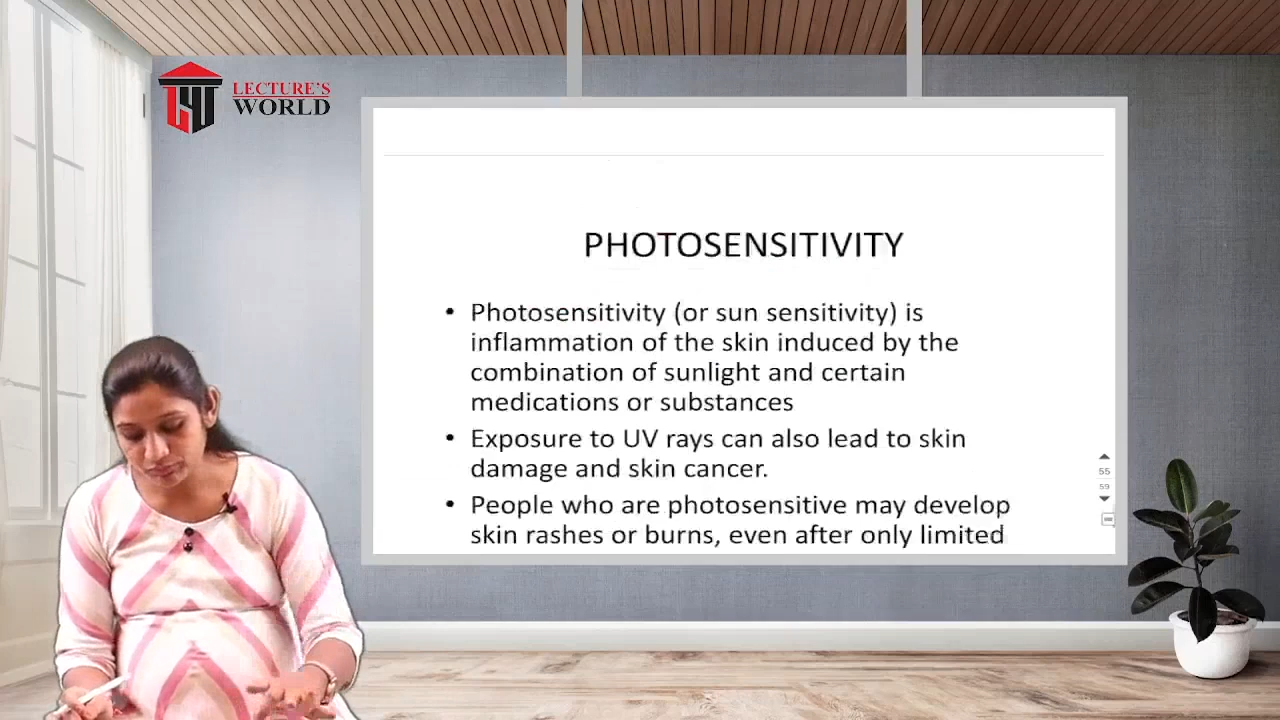 LECTURE'S
WORLD
PHOTOSENSITIVITY
• Photosensitivity (or sun sensitivity) is
inflammation of the skin induced by the
combination of sunlight and certain
medications or substances
• Exposure to UV rays can also lead to skin
damage and skin cancer.
• People who are photosensitive may develop
skin rashes or burns, even after only limited
55
59